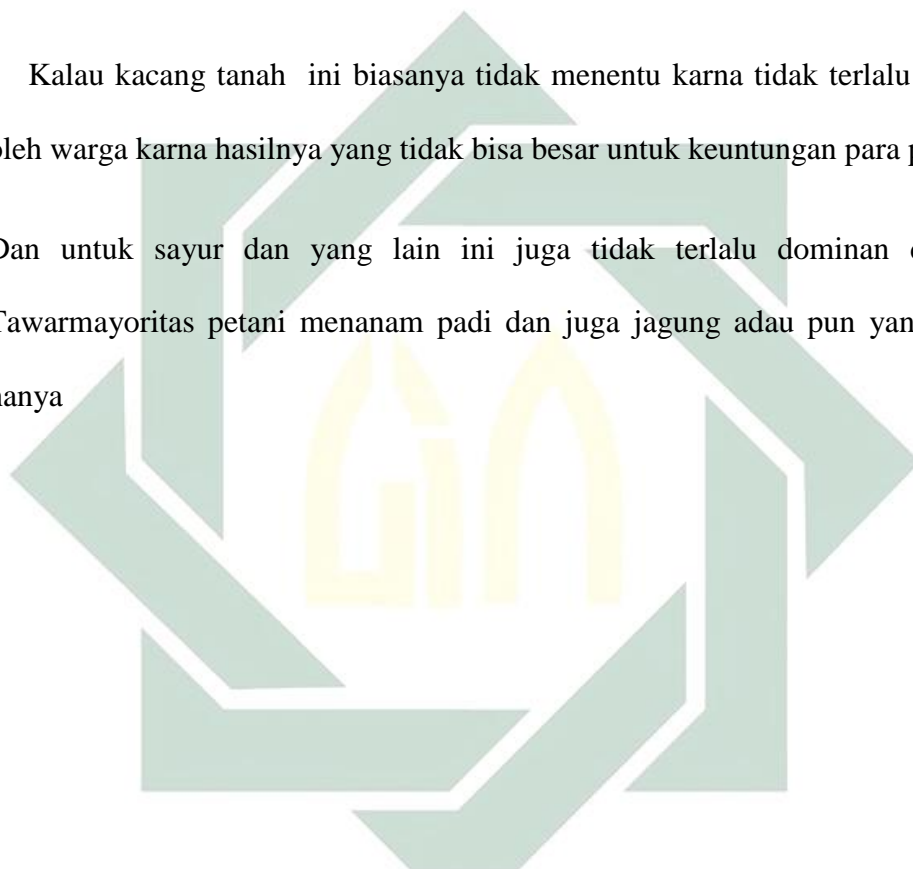 Kalau kacang tanah ini biasanya tidak menentu karna tidak terlalu
oleh warga karna hasilnya yang tidak bisa besar untuk keuntungan para
Dan untuk sayur dan yang lain ini juga tidak terlalu dominan
Tawarmayoritas petani menanam padi dan juga jagung adau pun
hanya